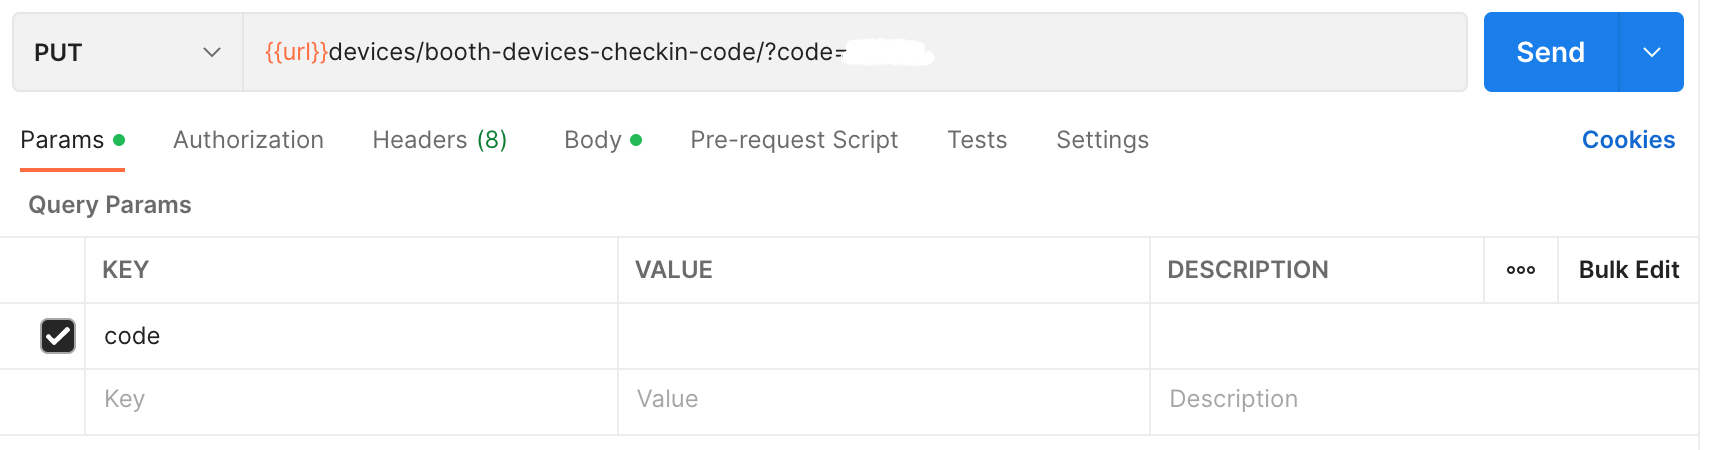 PUT {{url}}devices/booth-devices-checkin-code/?code= Send
Params Authorization Headers (8) Body Pre-request Script Tests Settings Cookies
Query Params
KEY VALUE DESCRIPTION ooo Bulk Edit
code
Key Value Description